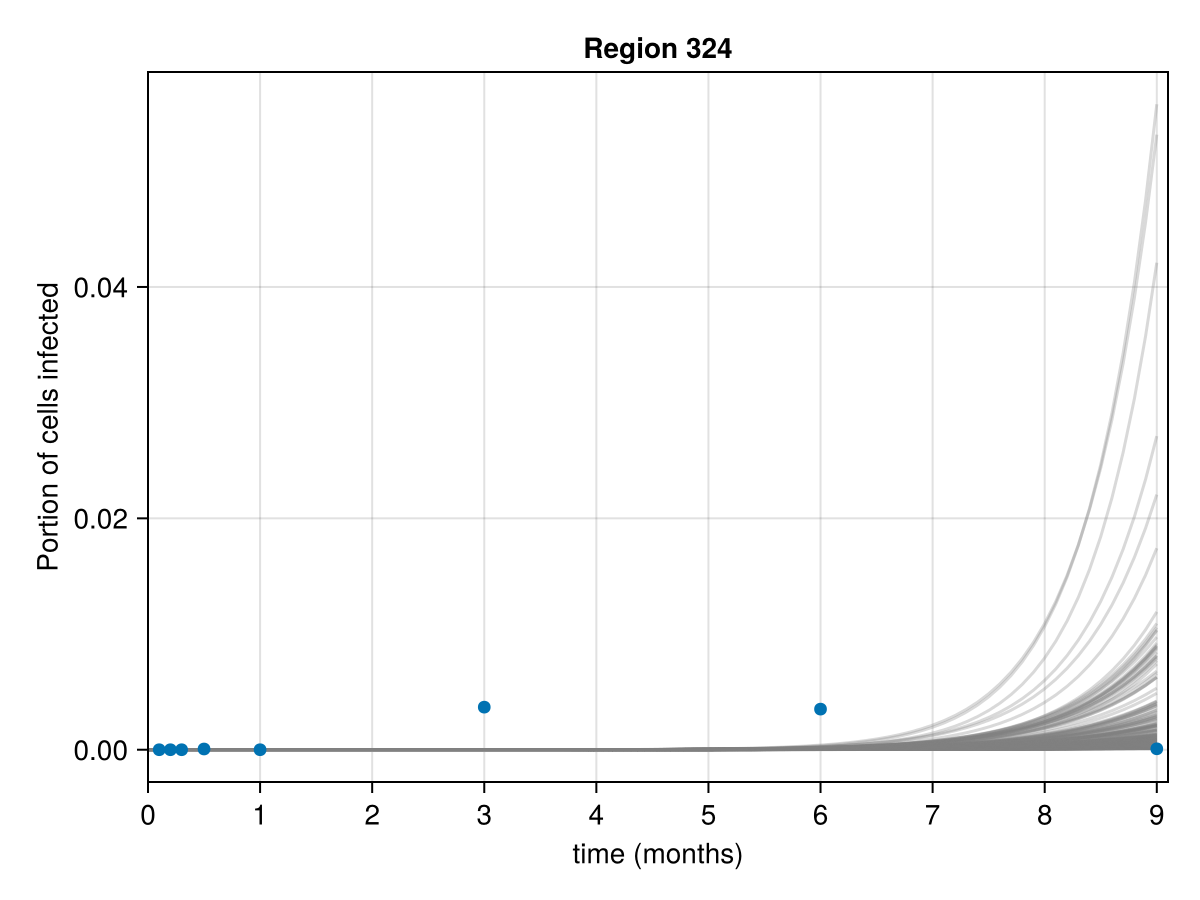 Region 324
Portion of cells infected
0.04
0.02
0.00
0 1 2 3 4 5 6 7 8 9
time (months)